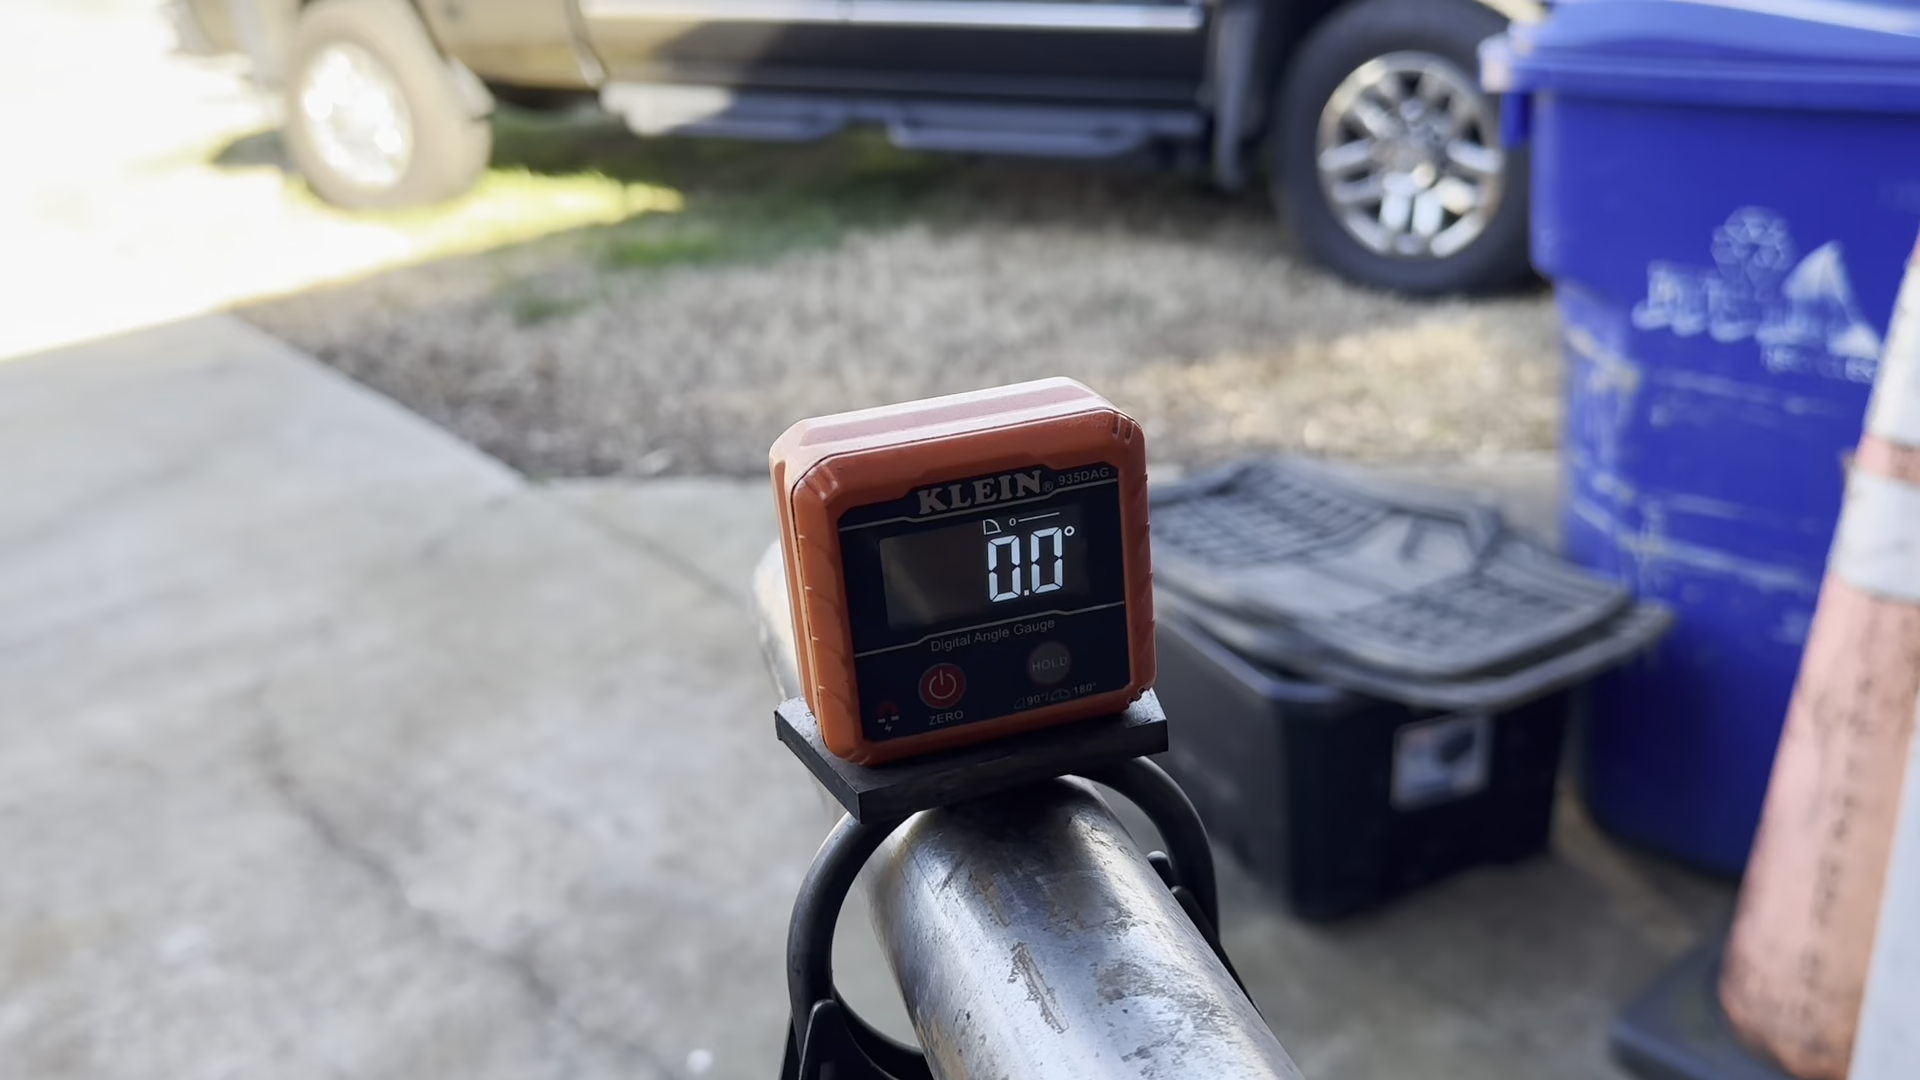 KLEIN® 935DAG
0.0°
Digital Angle Gauge
HOLD
ZERO
90°/ 180°